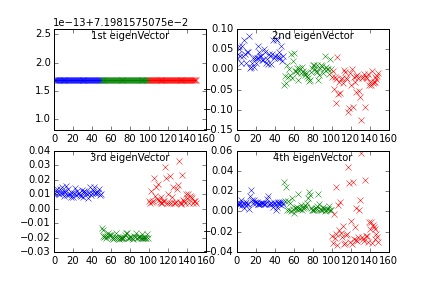 1e-13+7.1981575075e-2
1st eigenVector
2.5
2.0
1.5
1.0
0 20 40 60 80 100 120 140 160
2nd eigenVector
0.10
0.05
0.00
−0.05
−0.10
−0.15
0 20 40 60 80 100 120 140 160
3rd eigenVector
0.04
0.03
0.02
0.01
0.00
−0.01
−0.02
−0.03
0 20 40 60 80 100 120 140 160
4th eigenVector
0.06
0.04
0.02
0.00
−0.02
0.04
0 20 40 60 80 100 120 140 160